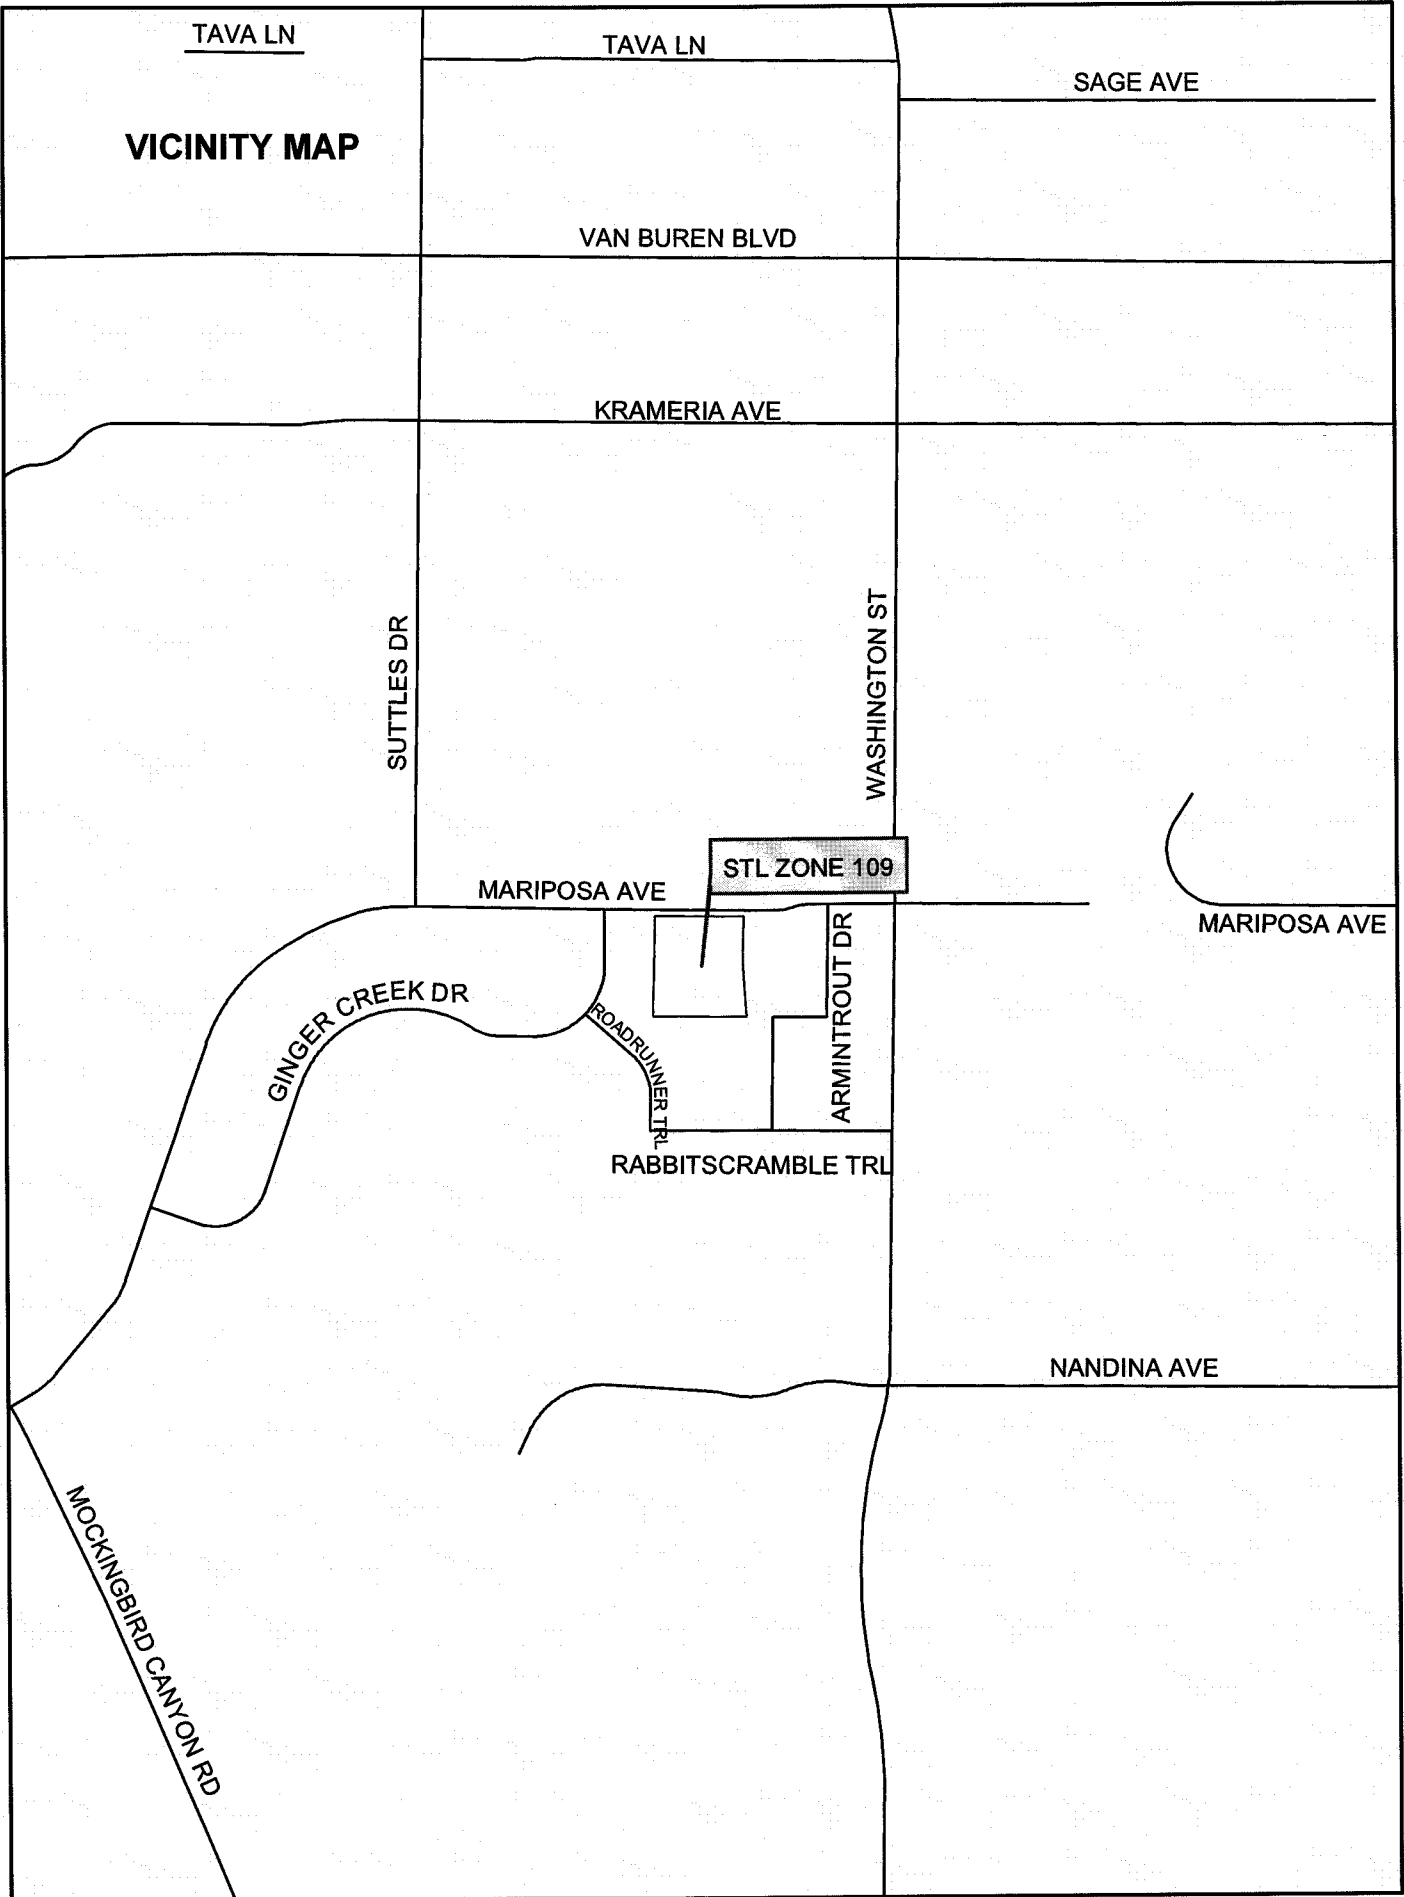 TAVA LN
TAVA LN
SAGE AVE
VICINITY MAP
VAN BUREN BLVD
KRAMERIA AVE
SUTTLES DR
WASHINGTON ST
STL ZONE 109
MARIPOSA AVE
MARIPOSA AVE
ARMINTROUT DR
GINGER CREEK DR
ROADRUNNER TRL
RABBITSCRAMBLE TRL
NANDINA AVE
MOCKINGBIRD CANYON RD